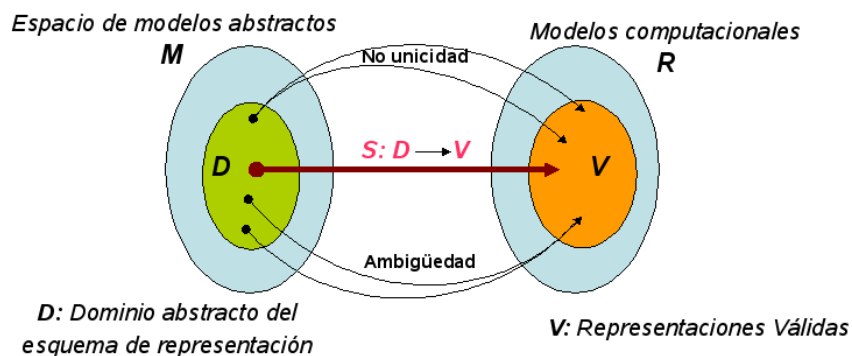 Espacio de modelos abstractos
M
Modelos computacionales
R
No unicidad
S: D → V
D
V
Ambigüedad
D: Dominio abstracto del
esquema de representación
V: Representaciones Válidas